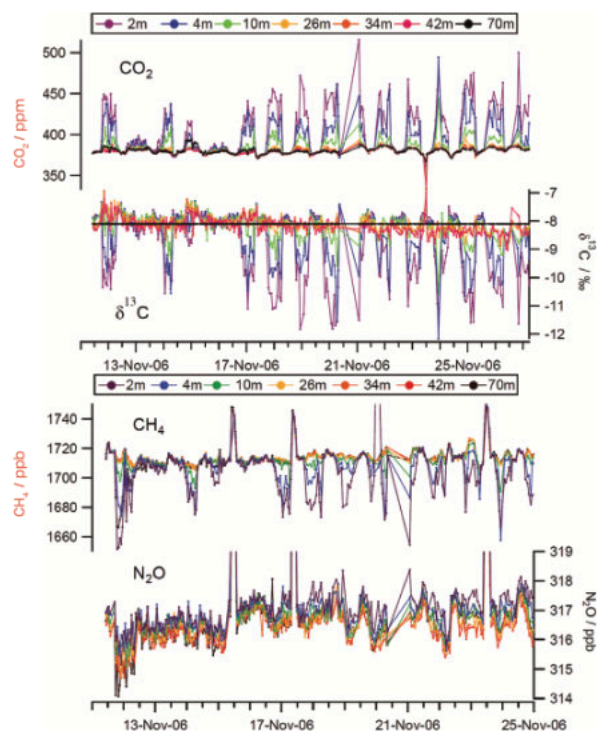 2m 4m 10m 26m 34m 42m 70m
500
450
400
350
CO2 / ppm
CO2
-7
-8
-9
-10
-11
-12
δ13C / ‰
δ13C
13-Nov-06 17-Nov-06 21-Nov-06 25-Nov-06
2m 4m 10m 26m 34m 42m 70m
1740
1720
1700
1680
1660
CH4 / ppb
CH4
319
318
317
316
315
314
N2O/ ppb
N2O
13-Nov-06 17-Nov-06 21-Nov-06 25-Nov-06